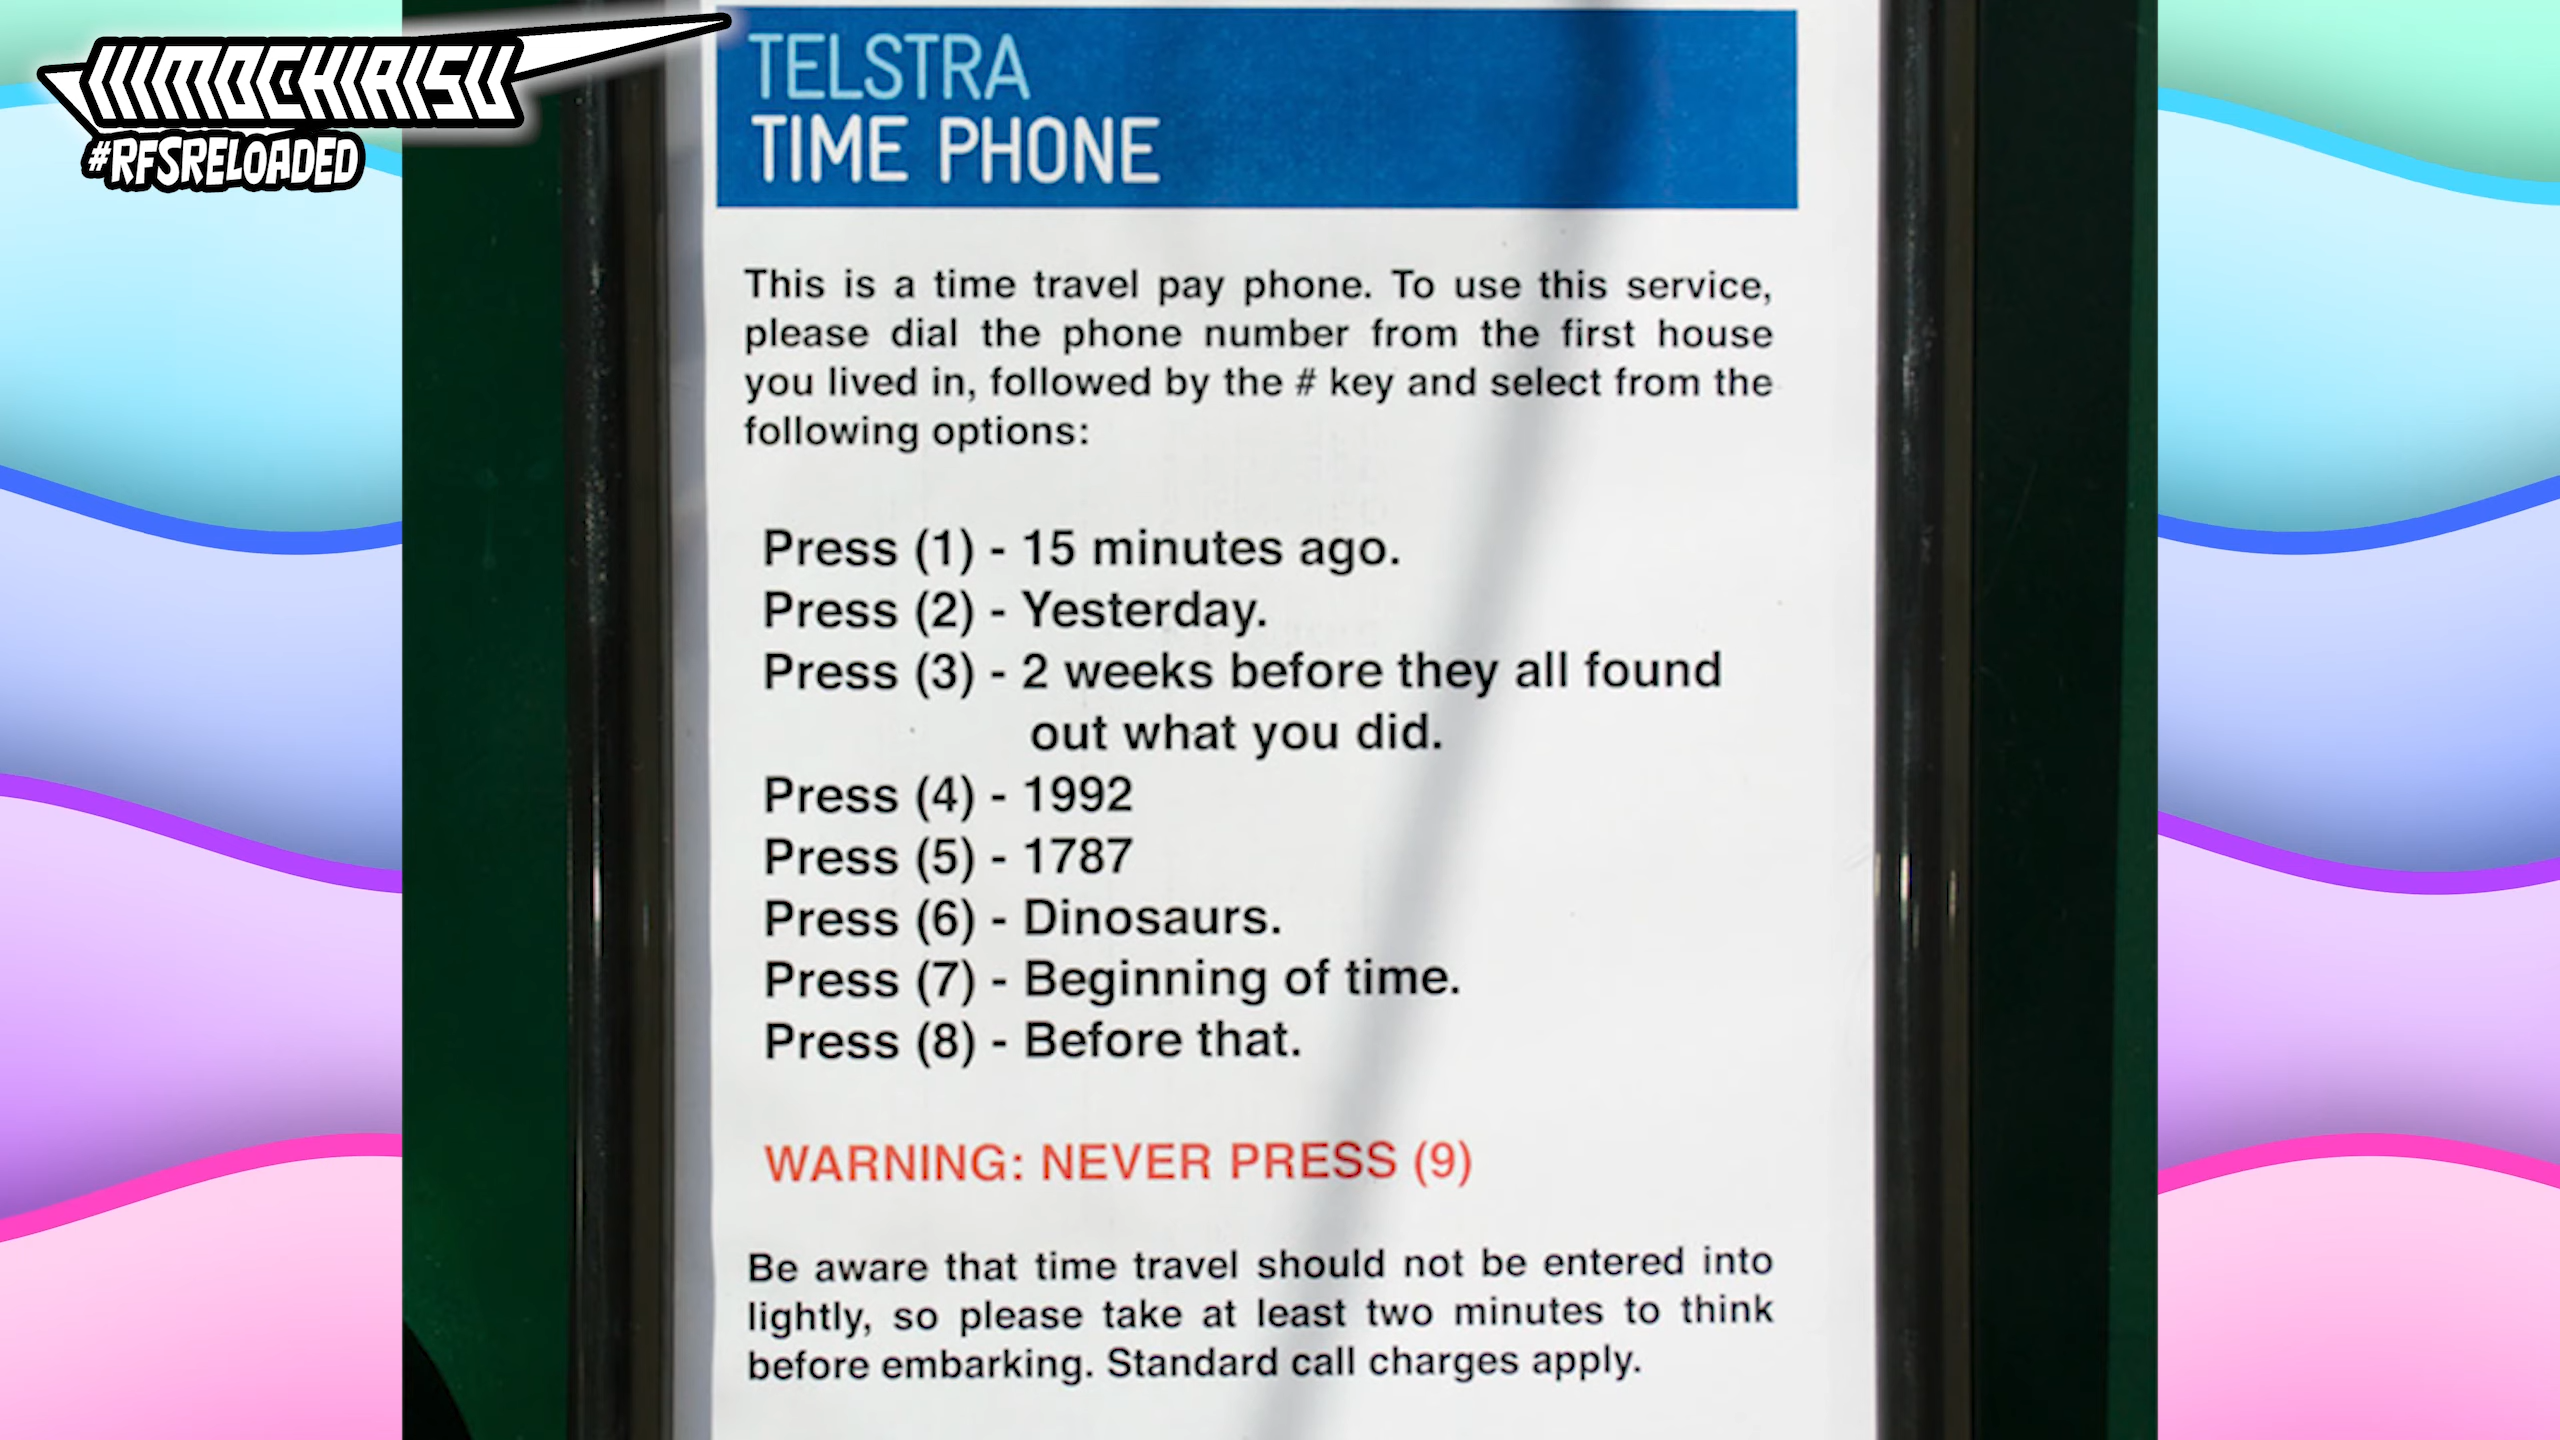 MOCHIAISU
#RFSRELOADED
TELSTRA
TIME PHONE
This is a time travel pay phone. To use this service,
please dial the phone number from the first house
you lived in, followed by the # key and select from the
following options:
Press (1) - 15 minutes ago.
Press (2) - Yesterday.
Press (3) - 2 weeks before they all found
out what you did.
Press (4) - 1992
Press (5) - 1787
Press (6) - Dinosaurs.
Press (7) - Beginning of time.
Press (8) - Before that.
WARNING: NEVER PRESS (9)
Be aware that time travel should not be entered into
lightly, so please take at least two minutes to think
before embarking. Standard call charges apply.